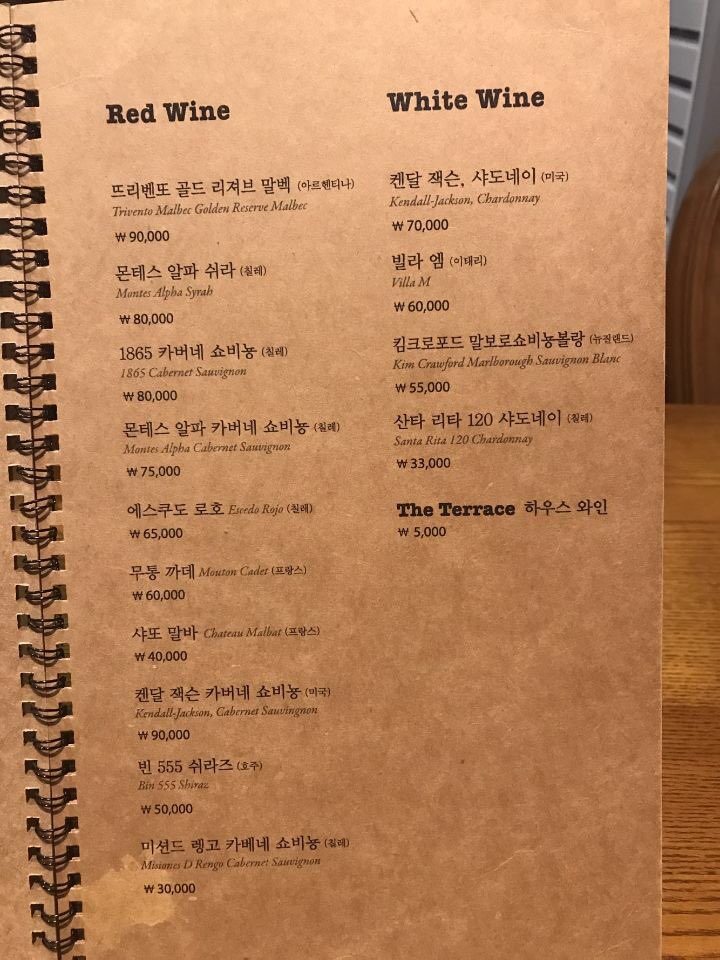 Red Wine
뜨리벤또 골드 리져브 말벡 (아르헨티나)
Trivento Malbec Golden Reserve Malbec
₩ 90,000
몬테스 알파 쉬라 (칠레)
Montes Alpha Syrah
₩ 80,000
1865 카버네 쇼비뇽 (칠레)
1865 Cabernet Sauvignon
₩ 80,000
몬테스 알파 카버네 쇼비뇽 (칠레)
Montes Alpha Cabernet Sauvignon
₩ 75,000
에스쿠도 로호 Escedo Rojo (칠레)
₩ 65,000
무통 까데 Mouton Cadet (프랑스)
₩ 60,000
샤또 말바 Chateau Malbat (프랑스)
₩ 40,000
켄달 잭슨 카버네 쇼비뇽 (미국)
Kendall-Jackson, Cabernet Sauvingnon
₩ 90,000
빈 555 쉬라즈 (호주)
Bin 555 Shiraz
₩ 50,000
미션드 렝고 카베네 쇼비뇽 (칠레)
Misiones D Rengo Cabernet Sauvignon
₩ 30,000
White Wine
켄달 잭슨, 샤도네이 (미국)
Kendall-Jackson, Chardonnay
₩ 70,000
빌라 엠 (이태리)
Villa M
₩ 60,000
킴크로포드 말보로쇼비뇽블랑 (뉴질랜드)
Kim Crawford Marlborough Sauvignon Blanc
₩ 55,000
산타 리타 120 샤도네이 (칠레)
Santa Rita 120 Chardonnay
₩ 33,000
The Terrace 하우스 와인
₩ 5,000